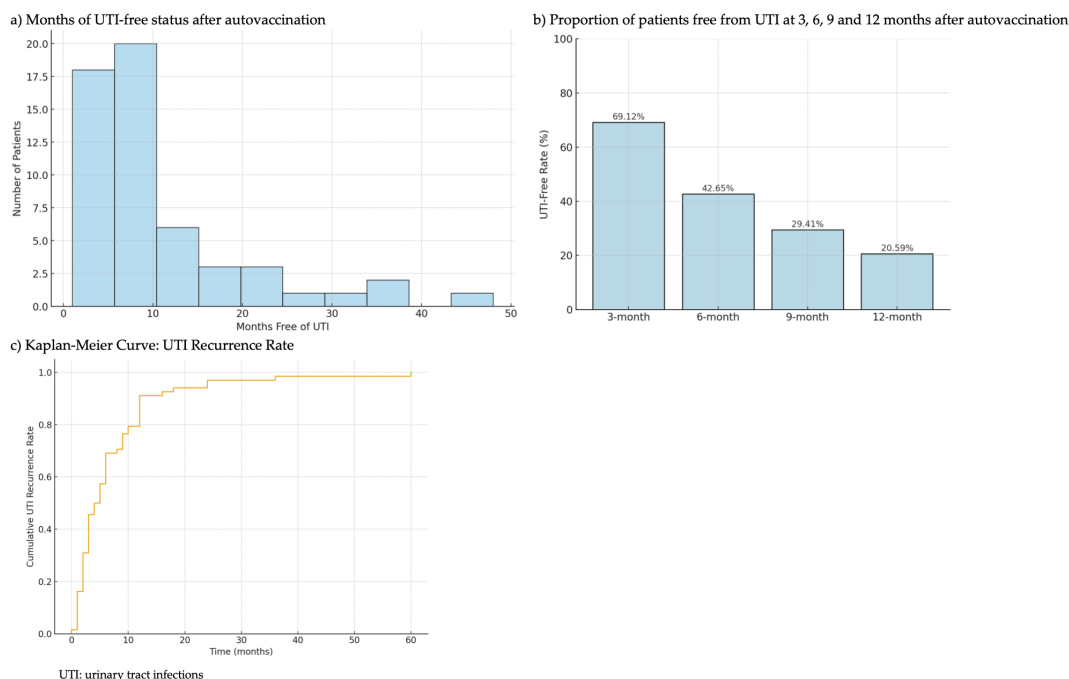 a) Months of UTI-free status after autovaccination
20.0
17.5
15.0
12.5
10.0
7.5
5.0
2.5
0.0
Number of Patients
0 10 20 30 40 50
Months Free of UTI
b) Proportion of patients free from UTI at 3, 6, 9 and 12 months after autovaccination
100
80
60
40
20
0
UTI-Free Rate (%)
69.12%
42.65%
29.41%
20.59%
3-month 6-month 9-month 12-month
c) Kaplan-Meier Curve: UTI Recurrence Rate
1.0
0.8
0.6
0.4
0.2
0.0
Cumulative UTI Recurrence Rate
0 10 20 30 40 50 60
Time (months)
UTI: urinary tract infections